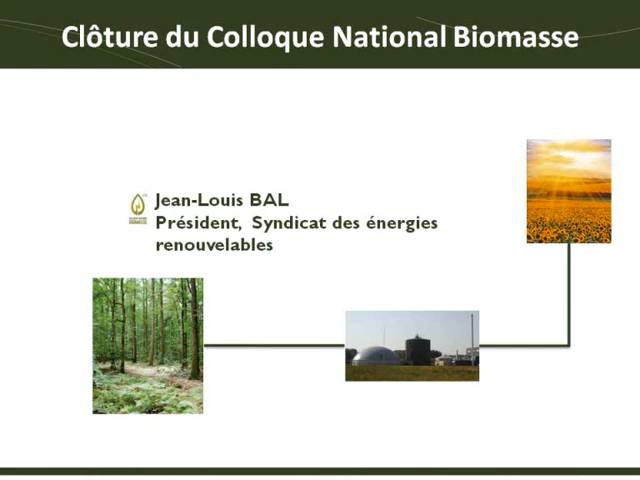 Clôture du Colloque National Biomasse
Jean-Louis BAL
Président, Syndicat des énergies
renouvelables